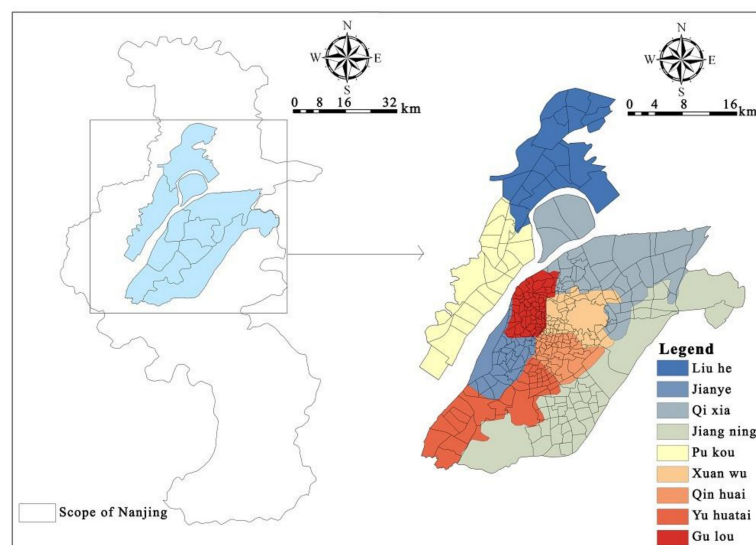 N
W E
S
0 8 16 32 km
N
W E
S
0 4 8 16 km
Legend
Liu he
Jianye
Qi xia
Jiang ning
Pu kou
Xuan wu
Qin huai
Yu huatai
Gu lou
Scope of Nanjing